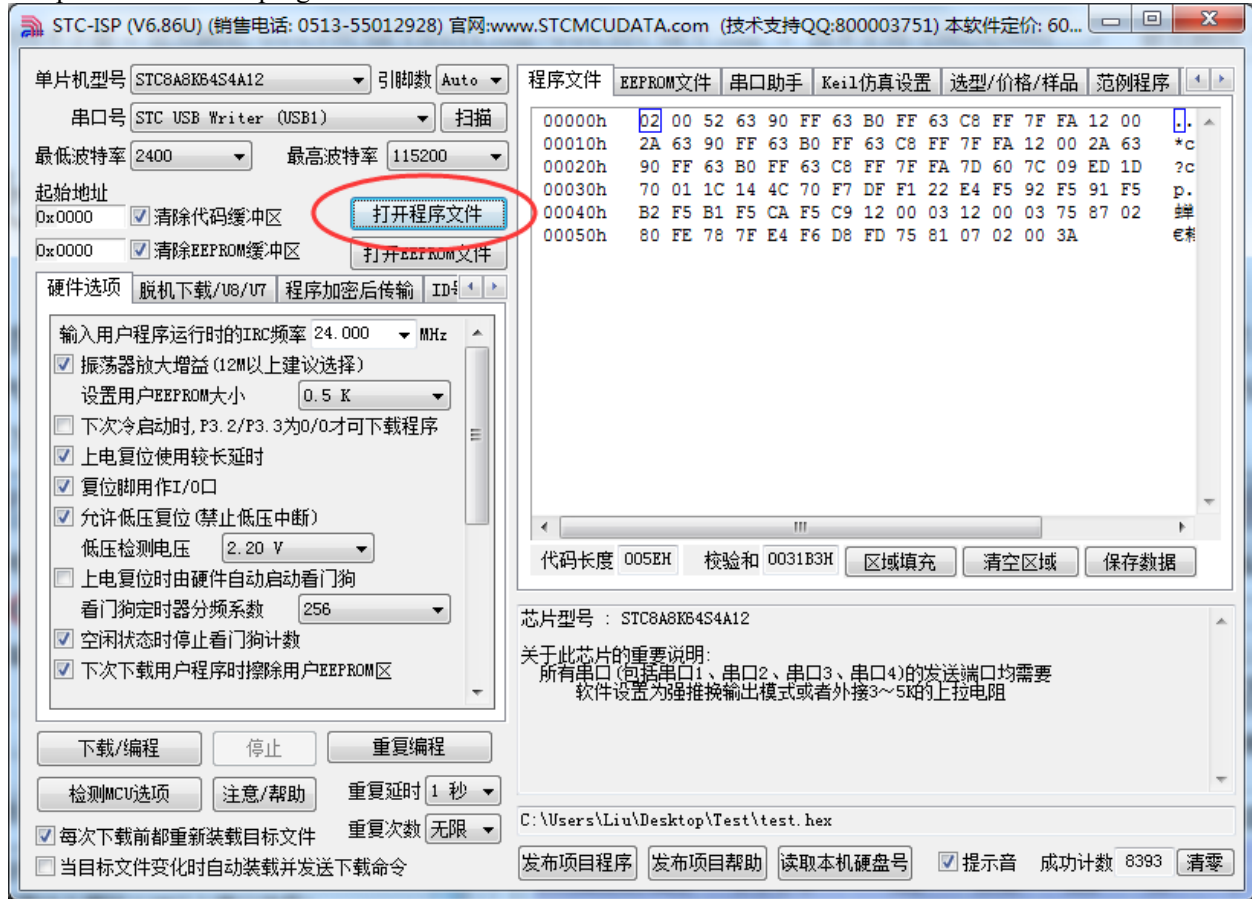 STC-ISP (V6.86U) (销售电话: 0513-55012928) 官网:www.STCMCUDATA.com (技术支持QQ:800003751) 本软件定价: 60...
单片机型号 STC8A8K64S4A12 引脚数 Auto
串口号 STC USB Writer (USB1) 扫描
最低波特率 2400 最高波特率 115200
起始地址
0x0000 清除代码缓冲区 打开程序文件
0x0000 清除EEPROM缓冲区 打开EEPROM文件
硬件选项 脱机下载/U8/U7 程序加密后传输
输入用户程序运行时的IRC频率 24.000 MHz
振荡器放大增益(12M以上建议选择)
设置用户EEPROM大小 0.5 K
下次冷启动时,P3.2/P3.3为0/0才可下载程序
上电复位使用较长延时
复位脚用作I/O口
允许低压复位(禁止低压中断)
低压检测电压 2.20 V
上电复位时由硬件自动启动看门狗
看门狗定时器分频系数 256
空闲状态时停止看门狗计数
下次下载用户程序时擦除用户EEPROM区
下载/编程 停止 重复编程
检测MCU选项 注意/帮助 重复延时 1 秒
每次下载前都重新装载目标文件 重复次数 无限
当目标文件变化时自动装载并发送下载命令
程序文件 EEPROM文件 串口助手 Keil仿真设置 选型/价格/样品 范例程序
00000h 02 00 52 63 90 FF 63 B0 FF 63 C8 FF 7F FA 12 00 ..
00010h 2A 63 90 FF 63 B0 FF 63 C8 FF 7F FA 12 00 2A 63 *c
00020h 90 FF 63 B0 FF 63 C8 FF 7F FA 7D 60 7C 09 ED 1D ?c
00030h 70 01 1C 14 4C 70 F7 DF F1 22 E4 F5 92 F5 91 F5 p.
00040h B2 F5 B1 F5 CA F5 C9 12 00 03 12 00 03 75 87 02
00050h 80 FE 78 7F E4 F6 D8 FD 75 81 07 02 00 3A
代码长度 005EH 校验和 0031B3H 区域填充 清空区域 保存数据
芯片型号 : STC8A8K64S4A12
关于此芯片的重要说明:
所有串口(包括串口1、串口2、串口3、串口4)的发送端口均需要
软件设置为强推挽输出模式或者外接3~5K的上拉电阻
C:\Users\Liu\Desktop\Test\test.hex
发布项目程序 发布项目帮助 读取本机硬盘号 提示音 成功计数 8393 清零